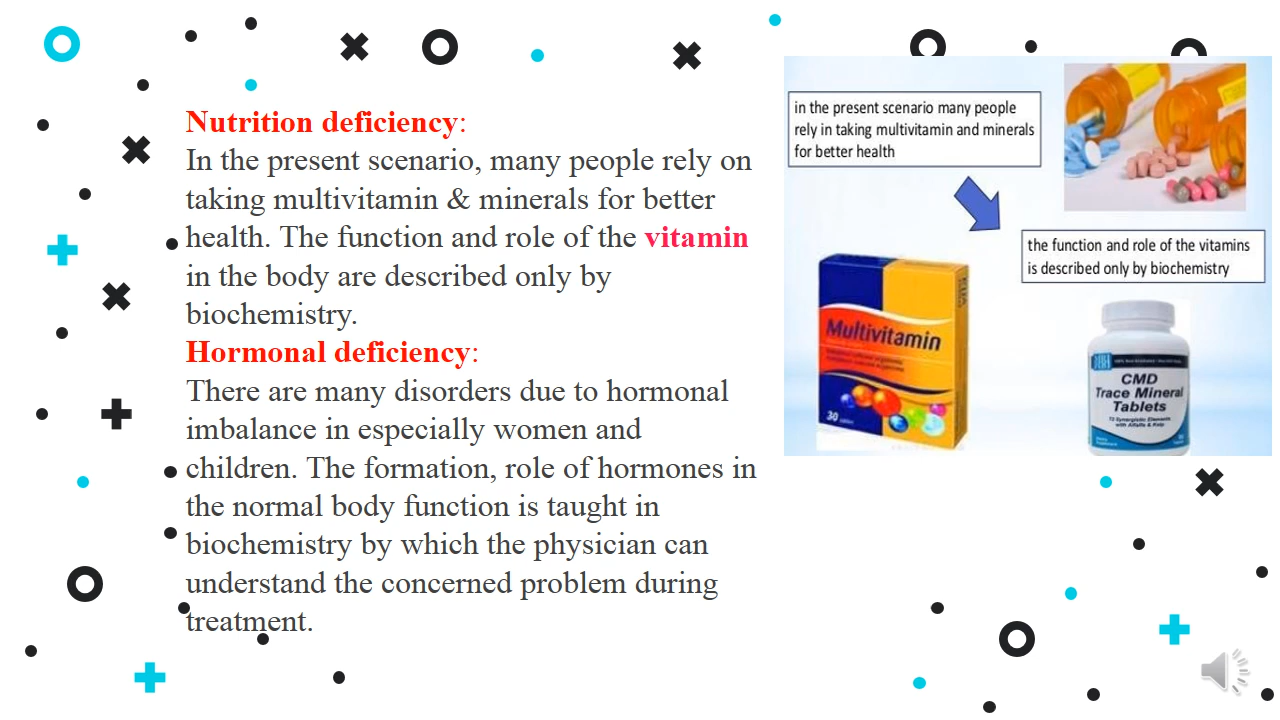 Nutrition deficiency:
In the present scenario, many people rely on
taking multivitamin & minerals for better
health. The function and role of the vitamin
in the body are described only by
biochemistry.
Hormonal deficiency:
There are many disorders due to hormonal
imbalance in especially women and
children. The formation, role of hormones in
the normal body function is taught in
biochemistry by which the physician can
understand the concerned problem during
treatment.
in the present scenario many people
rely in taking multivitamin and minerals
for better health
the function and role of the vitamins
is described only by biochemistry
Multivitamin
30
CMD
Trace Mineral
Tablets
with Alfalfa & Kelp